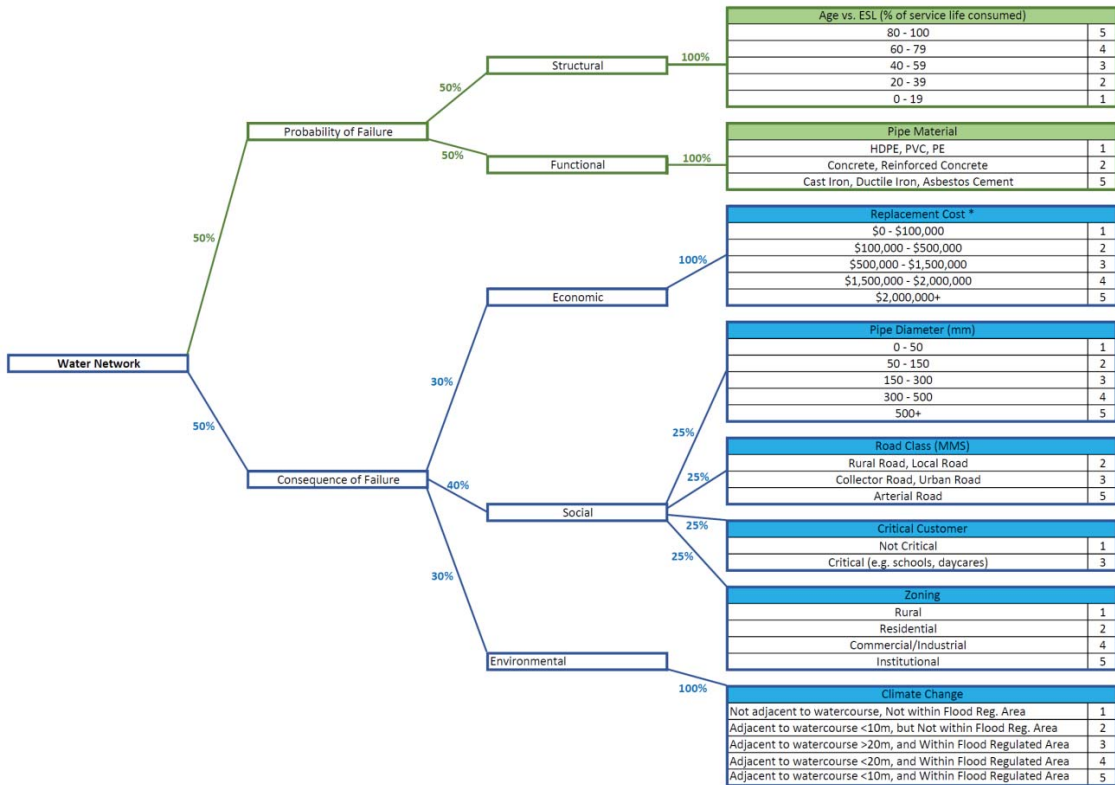 Water Network
50%
50%
Probability of Failure
50%
50%
Structural
100%
Functional
100%
Age vs. ESL (% of service life consumed)
80 - 100 5
60 - 79 4
40 - 59 3
20 - 39 2
0 - 19 1
Pipe Material
HDPE, PVC, PE 1
Concrete, Reinforced Concrete 2
Cast Iron, Ductile Iron, Asbestos Cement 5
Consequence of Failure
30%
40%
30%
Economic
100%
Replacement Cost *
$0 - $100,000 1
$100,000 - $500,000 2
$500,000 - $1,500,000 3
$1,500,000 - $2,000,000 4
$2,000,000+ 5
Social
25%
25%
25%
25%
Pipe Diameter (mm)
0 - 50 1
50 - 150 2
150 - 300 3
300 - 500 4
500+ 5
Road Class (MMS)
Rural Road, Local Road 2
Collector Road, Urban Road 3
Arterial Road 5
Critical Customer
Not Critical 1
Critical (e.g. schools, daycares) 3
Zoning
Rural 1
Residential 2
Commercial/Industrial 4
Institutional 5
Environmental
100%
Climate Change
Not adjacent to watercourse, Not within Flood Reg. Area 1
Adjacent to watercourse <10m, but Not within Flood Reg. Area 2
Adjacent to watercourse >20m, and Within Flood Regulated Area 3
Adjacent to watercourse <20m, and Within Flood Regulated Area 4
Adjacent to watercourse <10m, and Within Flood Regulated Area 5